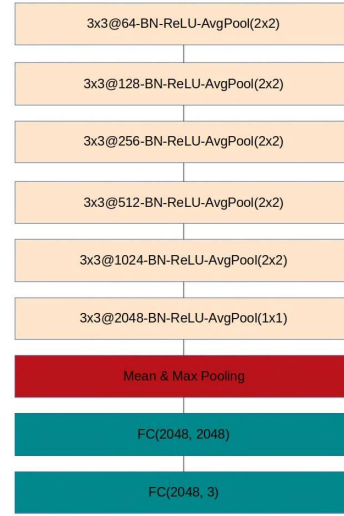 3x3@64-BN-ReLU-AvgPool(2x2)
3x3@128-BN-ReLU-AvgPool(2x2)
3x3@256-BN-ReLU-AvgPool(2x2)
3x3@512-BN-ReLU-AvgPool(2x2)
3x3@1024-BN-ReLU-AvgPool(2x2)
3x3@2048-BN-ReLU-AvgPool(1x1)
Mean & Max Pooling
FC(2048, 2048)
FC(2048, 3)